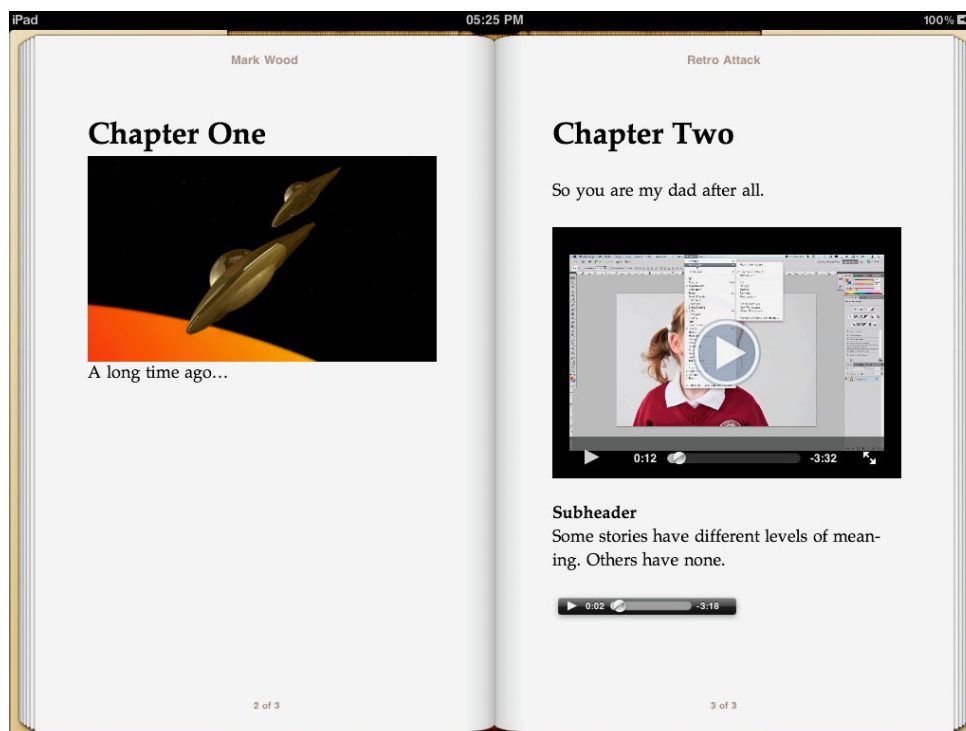 iPad
05:25 PM
100%
Mark Wood
Chapter One
A long time ago...
2 of 3
Retro Attack
Chapter Two
So you are my dad after all.
0:12
-3:32
Subheader
Some stories have different levels of mean-
ing. Others have none.
0:02
-3:18
3 of 3